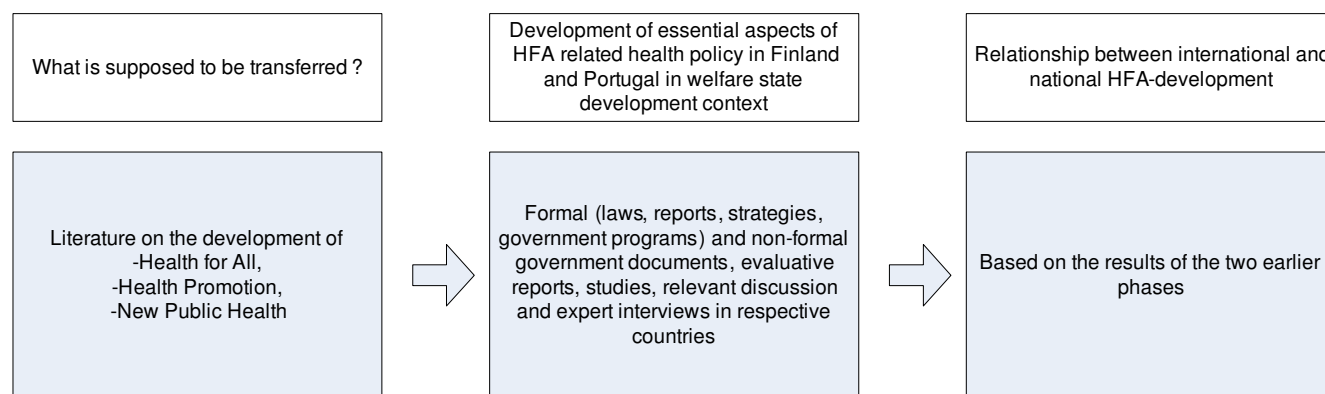 What is supposed to be transferred ?
Development of essential aspects of
HFA related health policy in Finland
and Portugal in welfare state
development context
Relationship between international and
national HFA-development
Literature on the development of
-Health for All,
-Health Promotion,
-New Public Health
Formal (laws, reports, strategies,
government programs) and non-formal
government documents, evaluative
reports, studies, relevant discussion
and expert interviews in respective
countries
Based on the results of the two earlier
phases